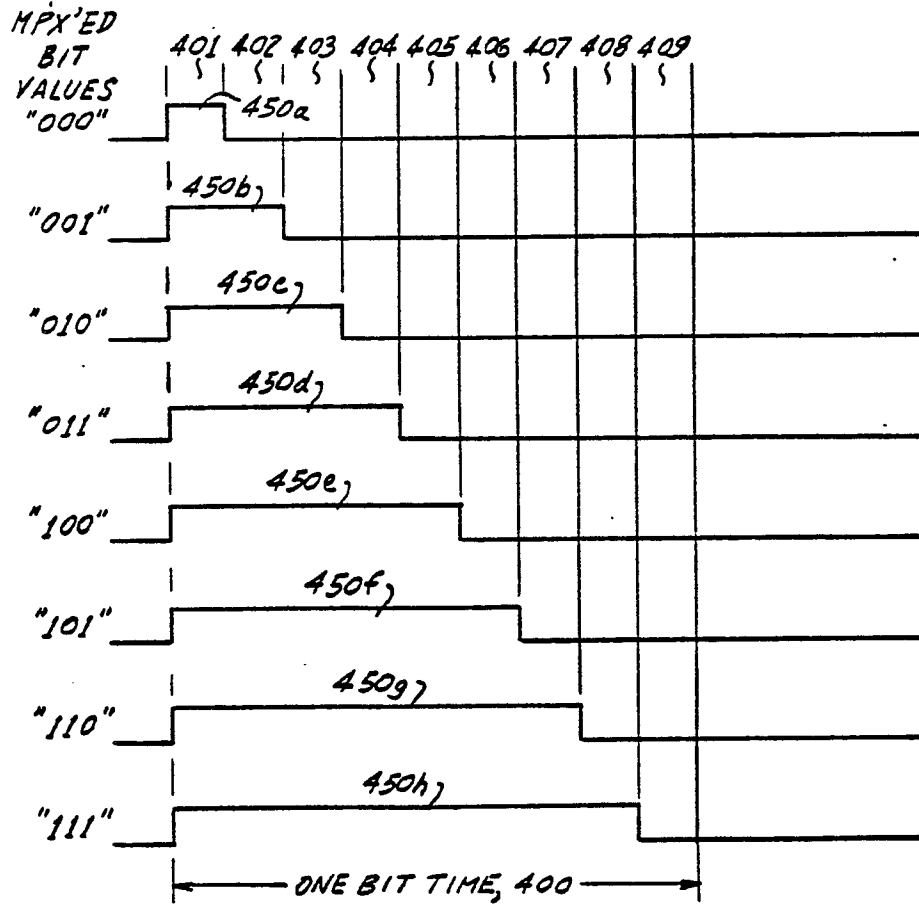 MPX'ED
BIT
VALUES
401 402 403 404 405 406 407 408 409
"000" 450a
"001" 450b
"010" 450c
"011" 450d
"100" 450e
"101" 450f
"110" 450g
"111" 450h
ONE BIT TIME, 400